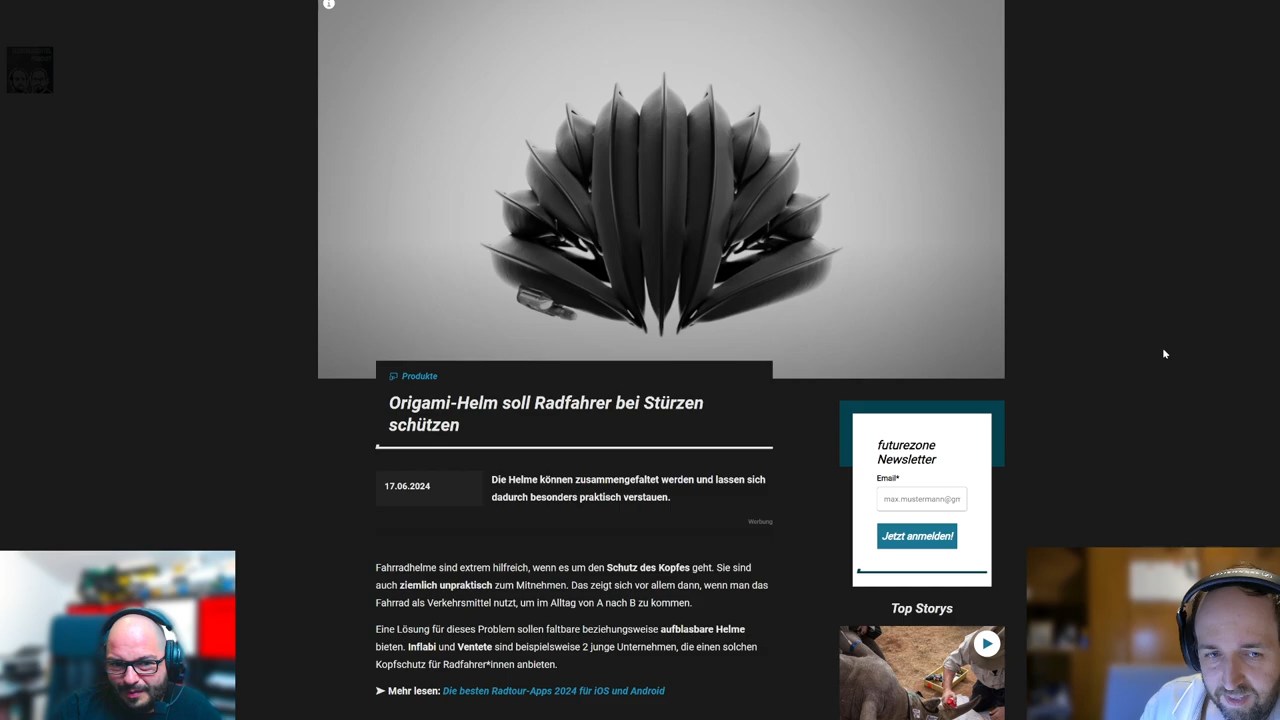 Produkte
Origami-Helm soll Radfahrer bei Stürzen
schützen
17.06.2024
Die Helme können zusammengefaltet werden und lassen sich
dadurch besonders praktisch verstauen.
Werbung
Fahrradhelme sind extrem hilfreich, wenn es um den Schutz des Kopfes geht. Sie sind
auch ziemlich unpraktisch zum Mitnehmen. Das zeigt sich vor allem dann, wenn man das
Fahrrad als Verkehrsmittel nutzt, um im Alltag von A nach B zu kommen.
Eine Lösung für dieses Problem sollen faltbare beziehungsweise aufblasbare Helme
bieten. Inflabi und Ventete sind beispielsweise 2 junge Unternehmen, die einen solchen
Kopfschutz für Radfahrer*innen anbieten.
➤ Mehr lesen: Die besten Radtour-Apps 2024 für iOS und Android
futurezone
Newsletter
Email*
max.mustermann@gm
Jetzt anmelden!
Top Storys